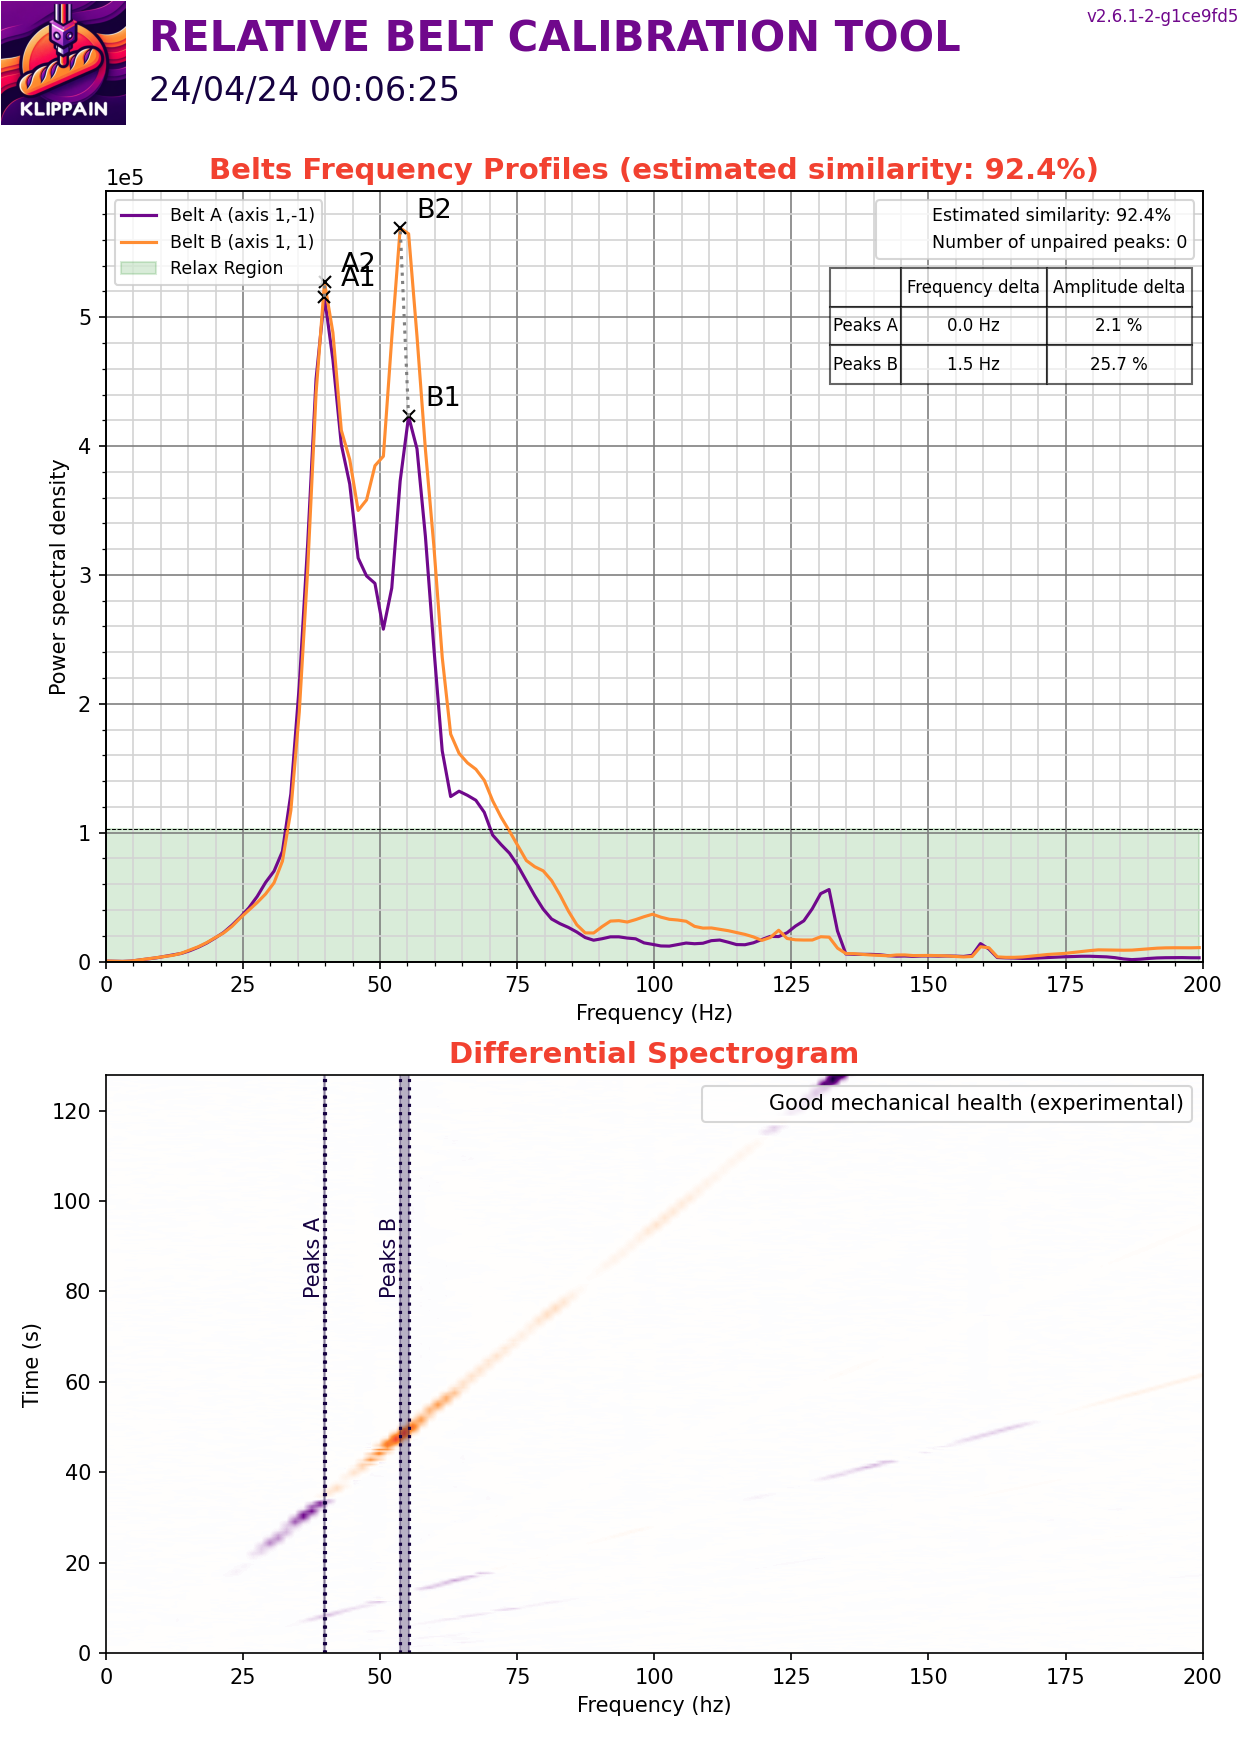 KLIPPAIN
RELATIVE BELT CALIBRATION TOOL
24/04/24 00:06:25
v2.6.1-2-g1ce9fd5
Belts Frequency Profiles (estimated similarity: 92.4%)
1e5
Belt A (axis 1,-1)
Belt B (axis 1, 1)
Relax Region
A2
A1
B2
B1
Estimated similarity: 92.4%
Number of unpaired peaks: 0
Frequency delta Amplitude delta
Peaks A 0.0 Hz 2.1 %
Peaks B 1.5 Hz 25.7 %
5
4
3
2
1
0
Power spectral density
0 25 50 75 100 125 150 175 200
Frequency (Hz)
Differential Spectrogram
Good mechanical health (experimental)
Peaks A
Peaks B
120
100
80
60
40
20
0
Time (s)
0 25 50 75 100 125 150 175 200
Frequency (hz)